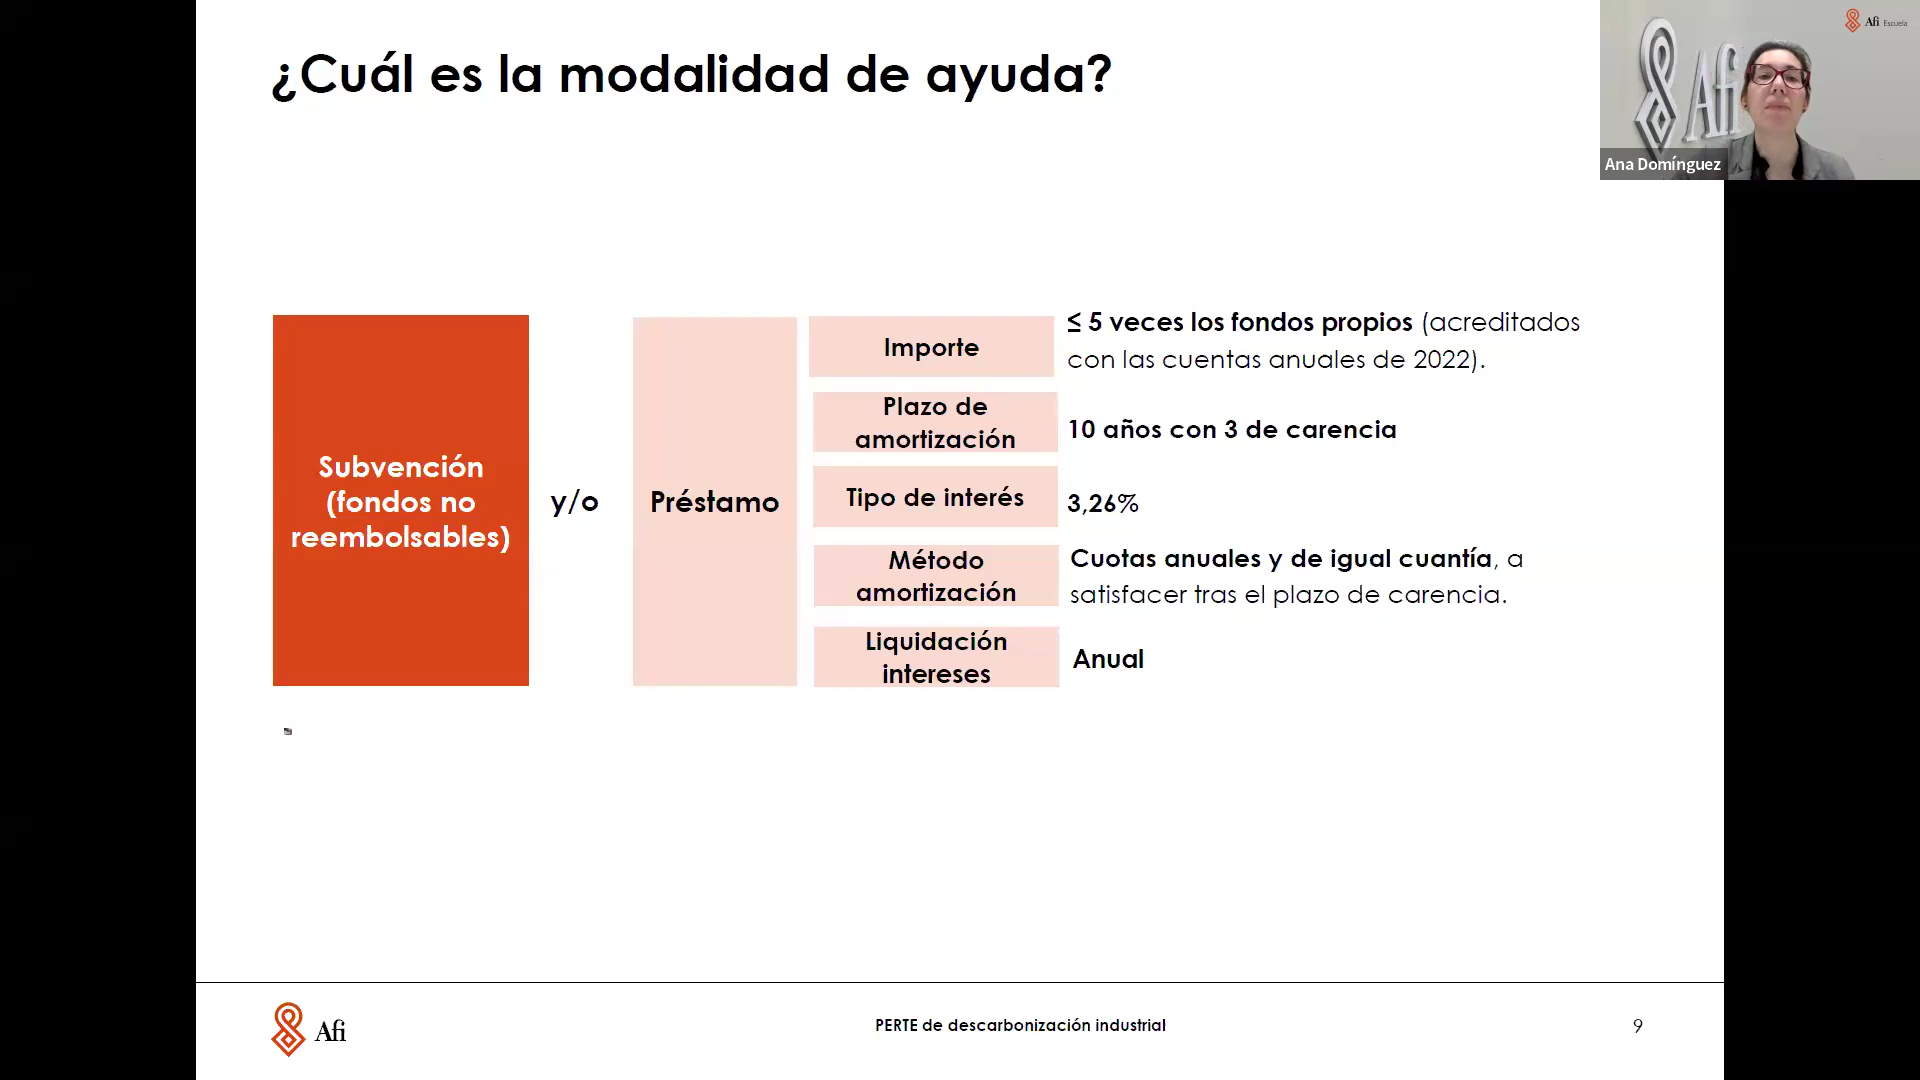 ¿Cuál es la modalidad de ayuda?
Afi
Afi Escuela
Ana Domínguez
Subvención
(fondos no
reembolsables)
y/o
Préstamo
Importe
≤ 5 veces los fondos propios (acreditados
con las cuentas anuales de 2022).
Plazo de
amortización
10 años con 3 de carencia
Tipo de interés
3,26%
Método
amortización
Cuotas anuales y de igual cuantía, a
satisfacer tras el plazo de carencia.
Liquidación
intereses
Anual
Afi
PERTE de descarbonización industrial
9